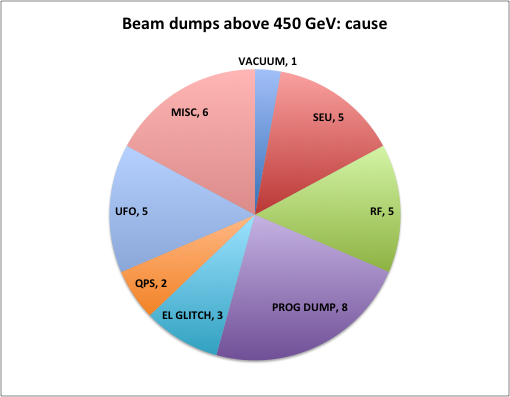 Beam dumps above 450 GeV: cause
VACUUM, 1
SEU, 5
RF, 5
PROG DUMP, 8
EL GLITCH, 3
QPS, 2
UFO, 5
MISC, 6